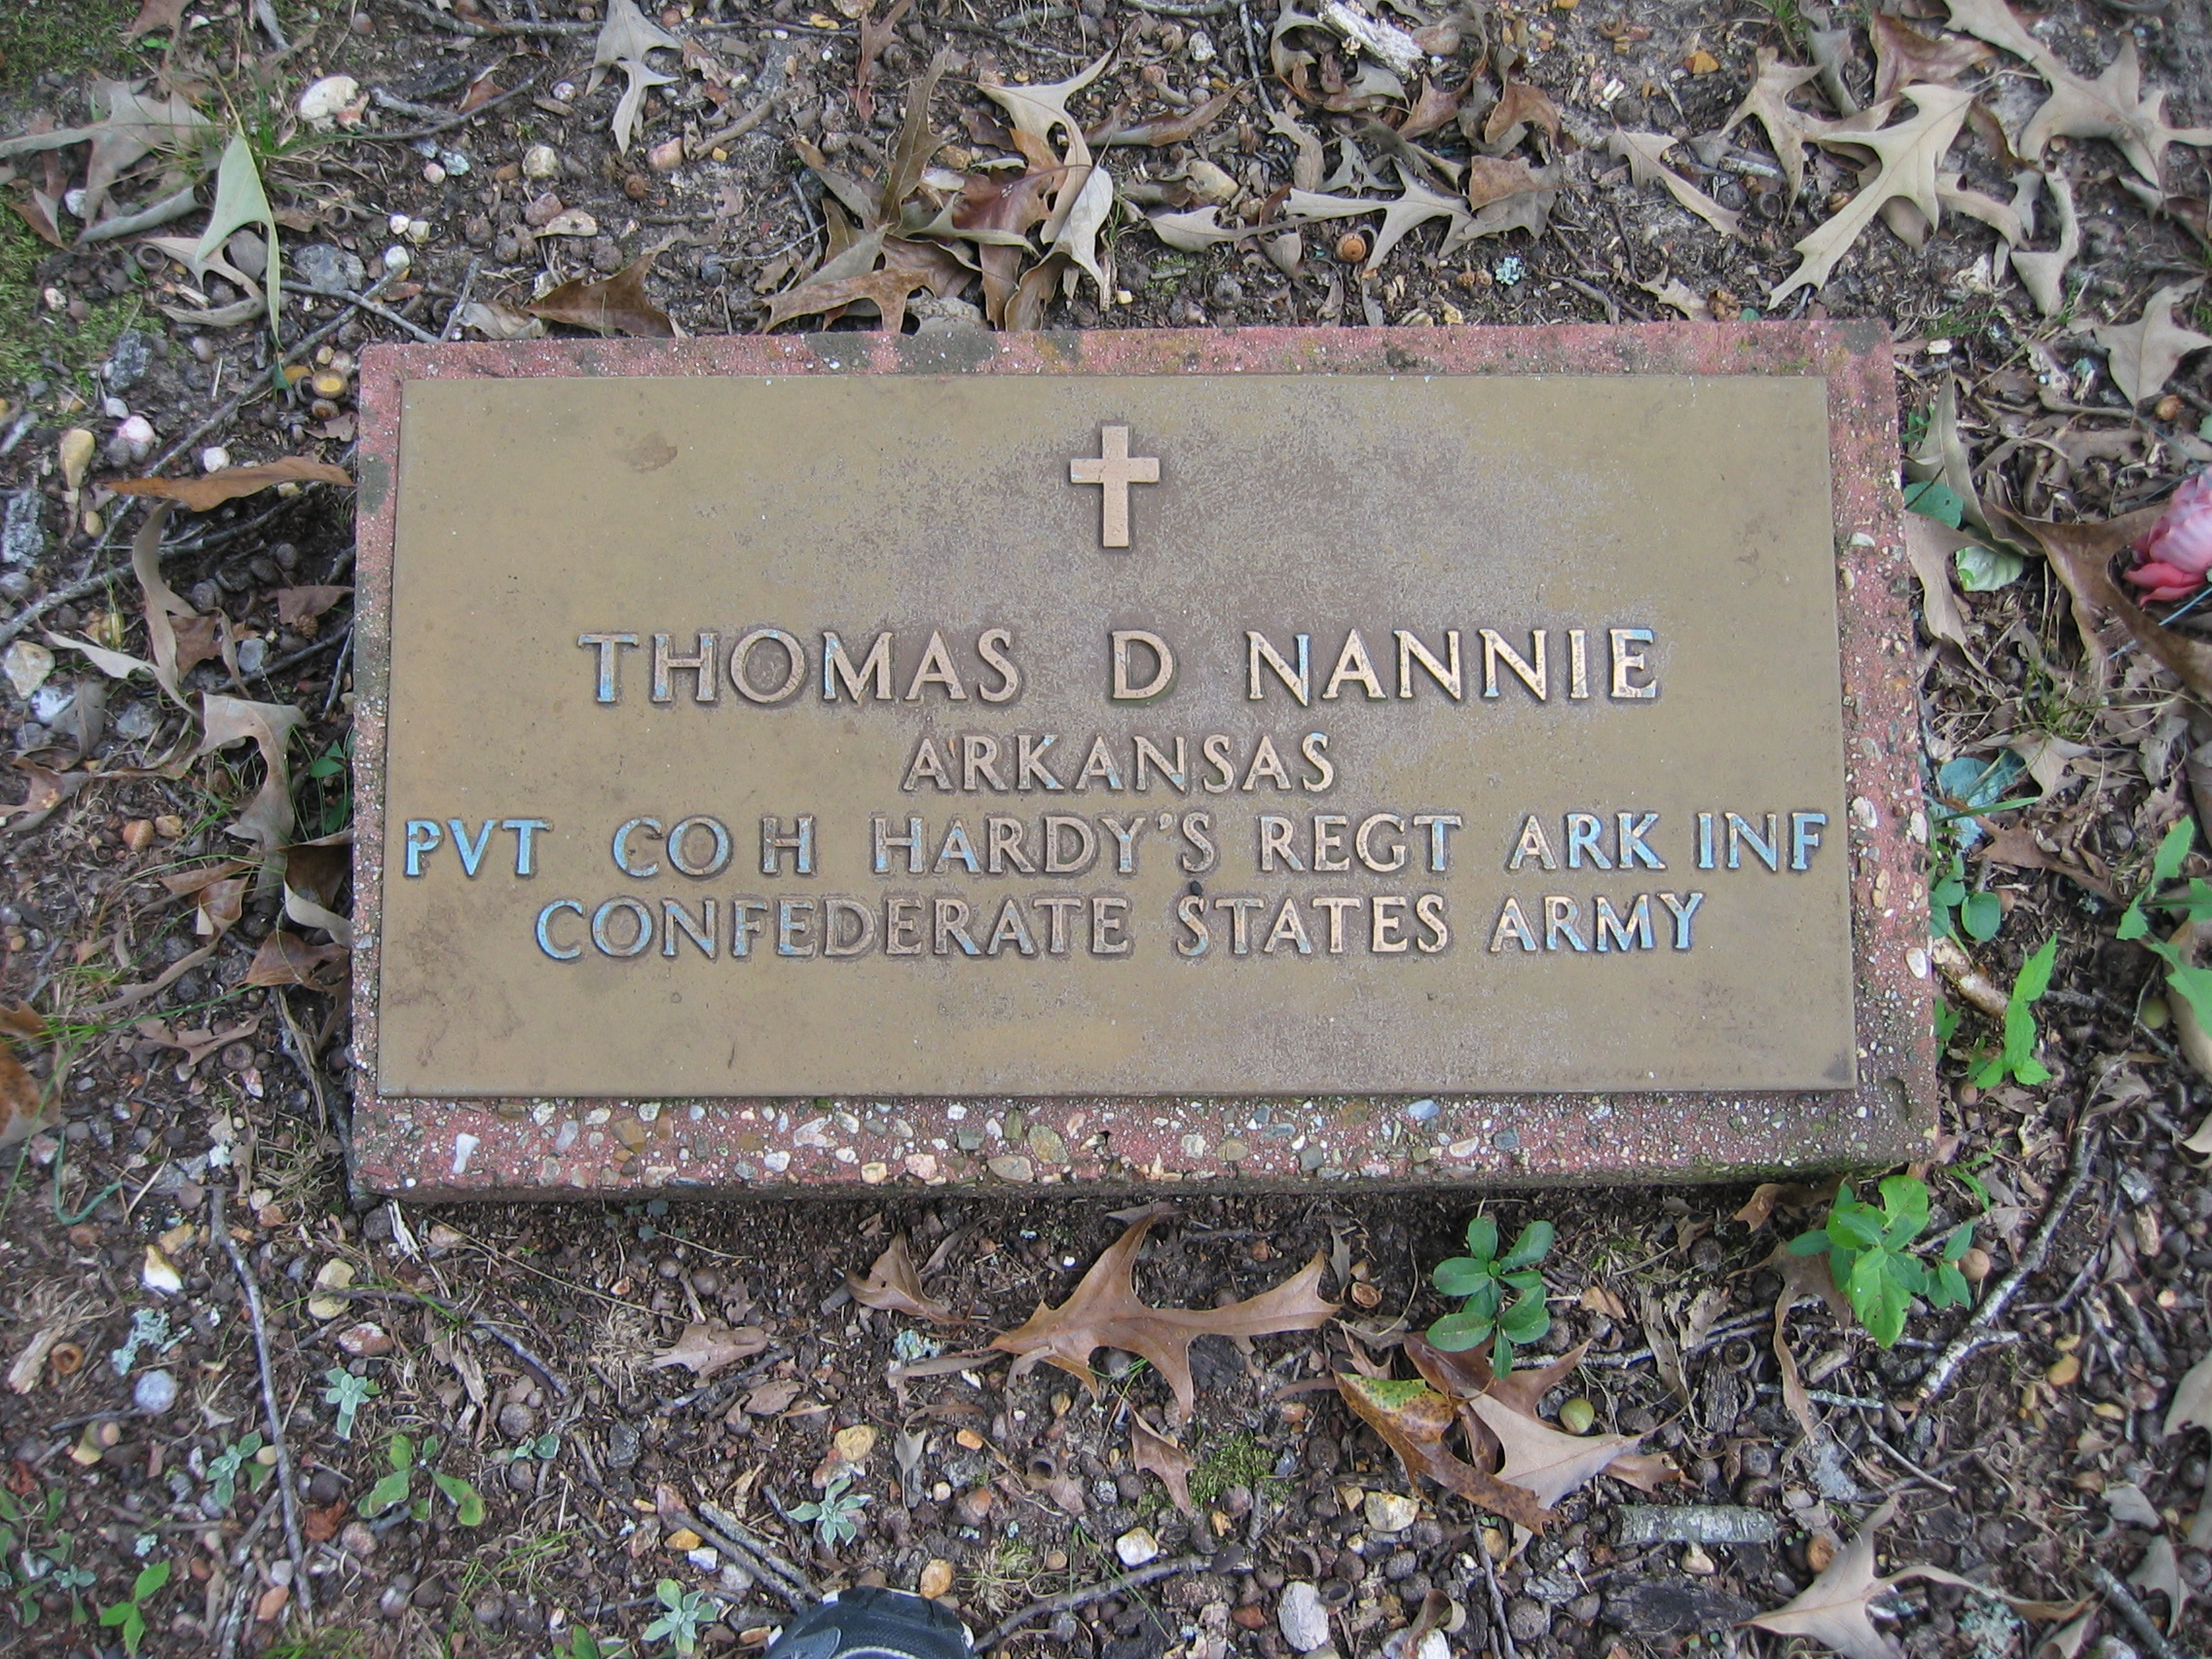 THOMAS D NANNIE
ARKANSAS
PVT CO H HARDY'S REGT ARK INF
CONFEDERATE STATES ARMY